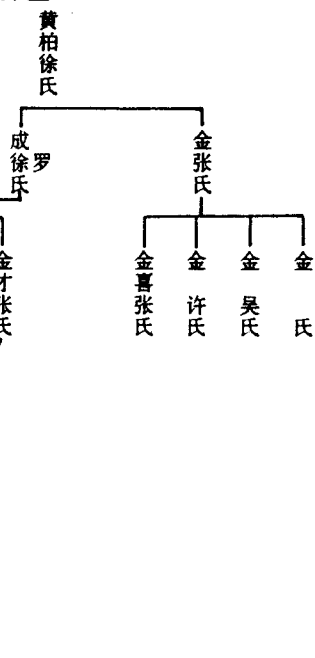 黄柏徐氏
金张氏
罗
成徐氏
金 氏
金 吴氏
金 许氏
金喜张氏
金才张氏